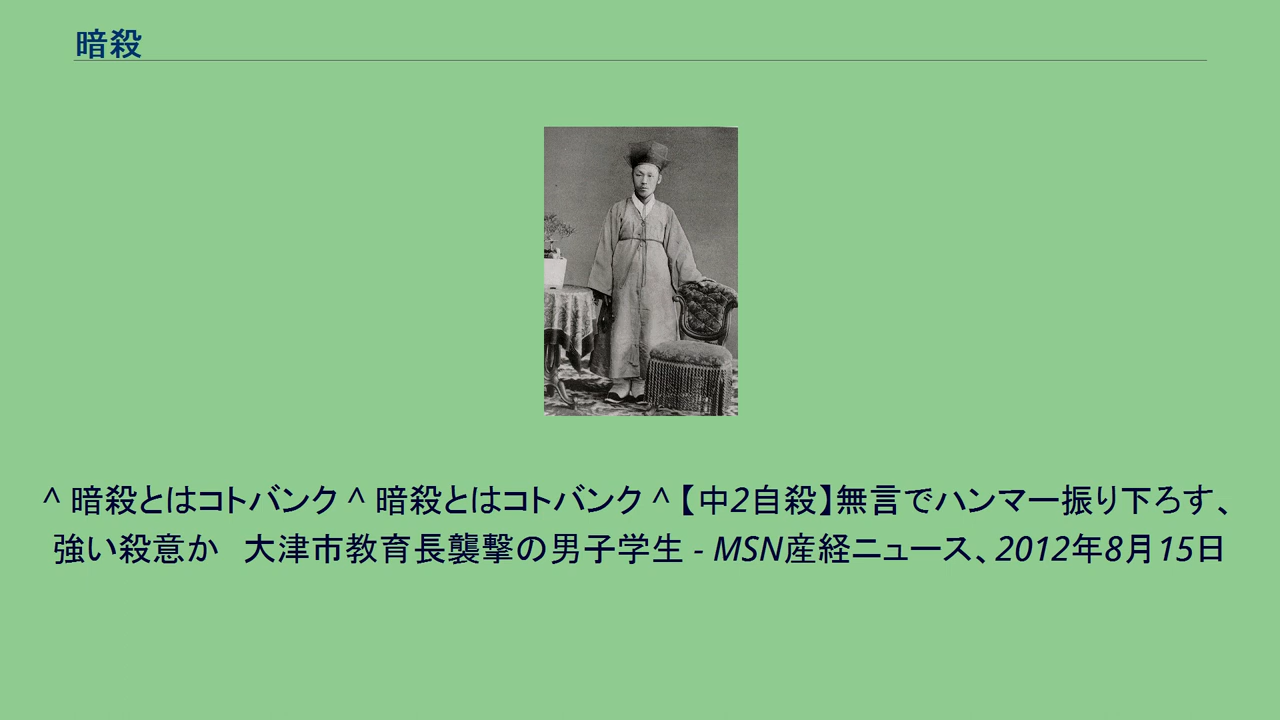 暗殺
^ 暗殺とはコトバンク ^ 暗殺とはコトバンク ^【中2自殺】無言でハンマー振り下ろす、
強い殺意か　大津市教育長襲撃の男子学生 - MSN産経ニュース、2012年8月15日